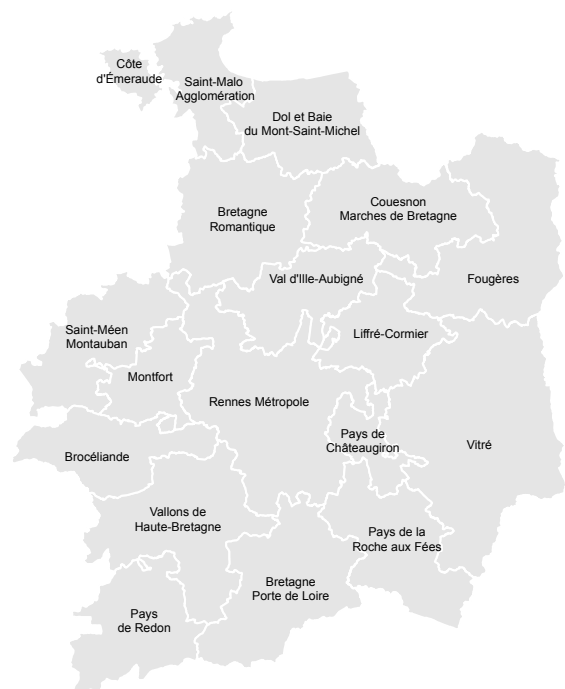 Côte
d'Émeraude
Saint-Malo
Agglomération
Dol et Baie
du Mont-Saint-Michel
Bretagne
Romantique
Couesnon
Marches de Bretagne
Val d'Ille-Aubigné
Fougères
Saint-Méen
Montauban
Liffré-Cormier
Montfort
Rennes Métropole
Pays de
Châteaugiron
Vitré
Brocéliande
Vallons de
Haute-Bretagne
Pays de la
Roche aux Fées
Bretagne
Porte de Loire
Pays
de Redon